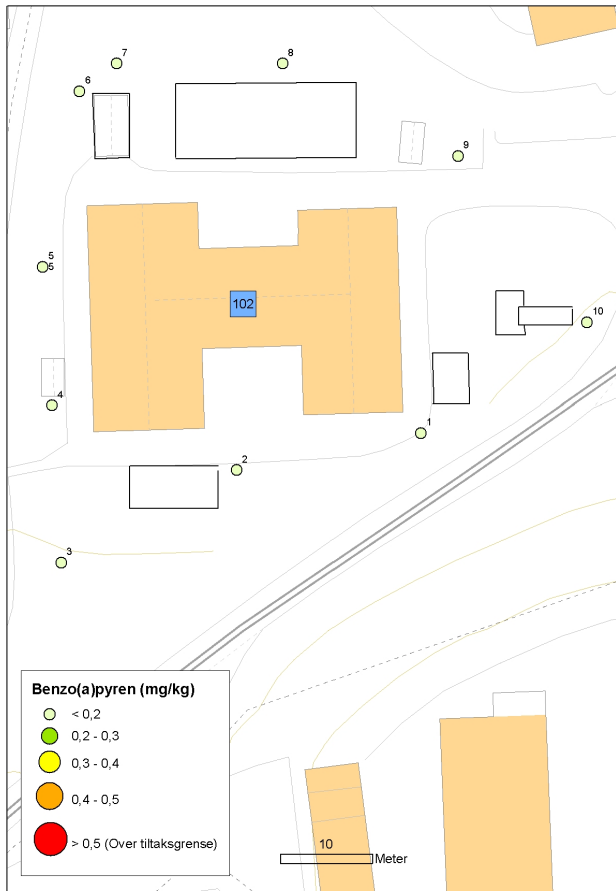 7
8
6
9
5
5
102
10
4
1
2
3
Benzo(a)pyren (mg/kg)
< 0,2
0,2 - 0,3
0,3 - 0,4
0,4 - 0,5
> 0,5 (Over tiltaksgrense)
10
Meter